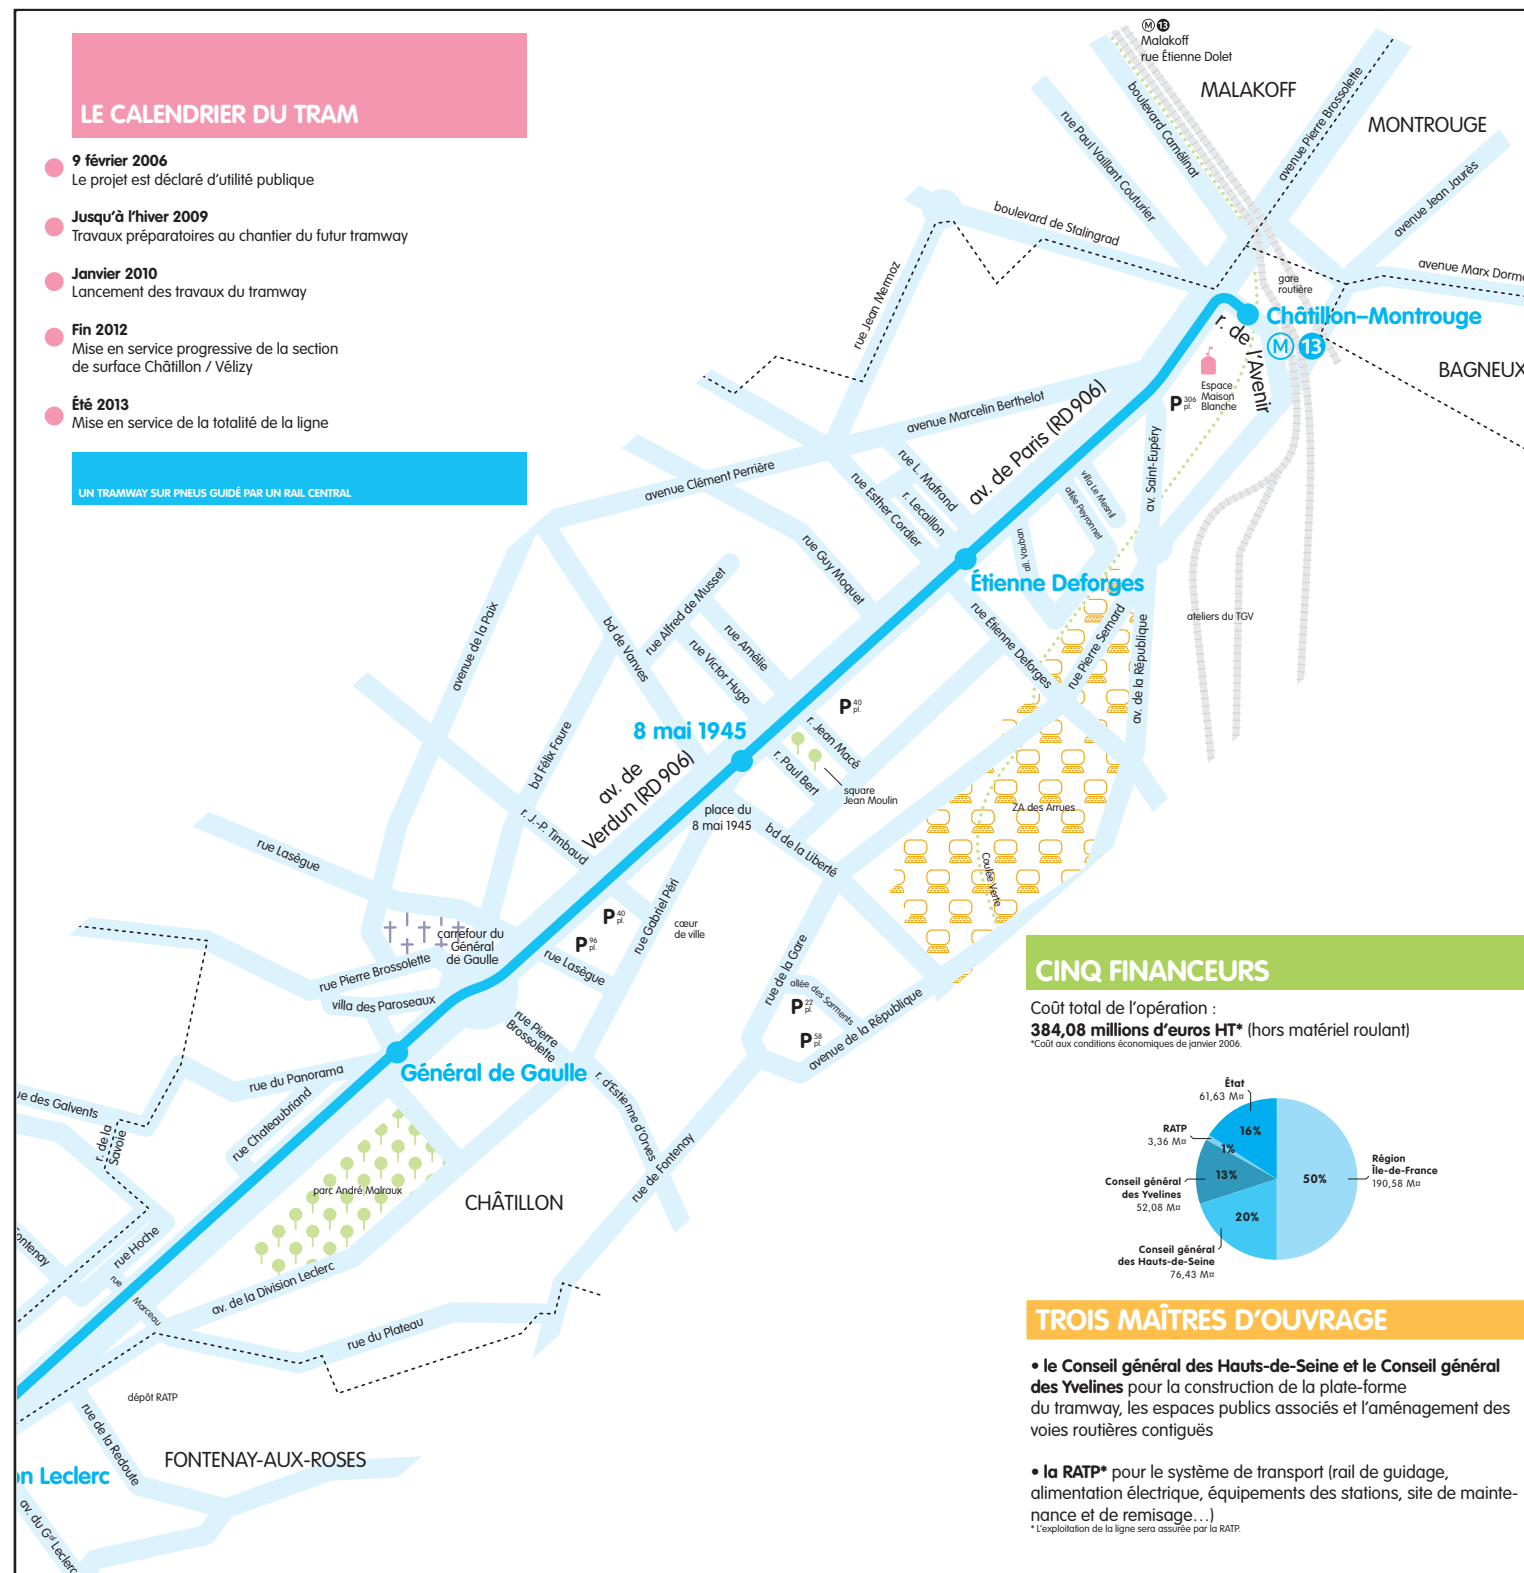 LE CALENDRIER DU TRAM
9 février 2006
Le projet est déclaré d'utilité publique
Jusqu'à l'hiver 2009
Travaux préparatoires au chantier du futur tramway
Janvier 2010
Lancement des travaux du tramway
Fin 2012
Mise en service progressive de la section
de surface Châtillon / Vélizy
Été 2013
Mise en service de la totalité de la ligne
UN TRAMWAY SUR PNEUS GUIDÉ PAR UN RAIL CENTRAL
M 13
Malakoff
rue Étienne Dolet
MALAKOFF
MONTROUGE
boulevard Camélinat
rue Paul Vaillant Couturier
avenue Pierre Brossolette
avenue Jean Jaurès
boulevard de Stalingrad
avenue Marx Dormo
gare
routière
rue Jean Mermoz
Châtillon–Montrouge
M 13
r. de l'Avenir
BAGNEUX
Espace
Maison
Blanche
P 306 pl.
avenue Marcelin Berthelot
av. de Paris (RD 906)
av. Saint-Eupéry
avenue Clément Perrière
rue L. Mafrand
r. Lecaillon
rue Esther Cordier
villa Le Mesnil
allée Peyronnet
all. Vauban
rue Guy Moquet
Étienne Deforges
rue Alfred de Musset
rue Amélie
rue Victor Hugo
bd de Vanves
avenue de la Paix
rue Étienne Deforges
rue Pierre Semard
av. de la République
ateliers du TGV
8 mai 1945
P 40 pl.
r. Jean Macé
r. Paul Bert
square
Jean Moulin
bd Félix Faure
av. de
Verdun (RD 906)
r. J.-P. Timbaud
place du
8 mai 1945
bd de la Liberté
ZA des Arrues
Coulée Verte
rue Lasègue
rue Gabriel Péri
P 40 pl.
P 96 pl.
cœur
de ville
carrefour du
Général
de Gaulle
rue Pierre Brossolette
villa des Paroseaux
rue Lasègue
rue de la Gare
allée des Sarments
P 22 pl.
P 58 pl.
avenue de la République
rue Pierre
Brossolette
Général de Gaulle
r. d'Estienne d'Orves
rue du Panorama
rue Chateaubriand
ue des Galvents
r. de la
Savoie
parc André Malraux
CHÂTILLON
rue de Fontenay
ontenay
rue Hoche
rue
Marceau
av. de la Division Leclerc
rue du Plateau
dépôt RATP
rue de la Redoute
FONTENAY-AUX-ROSES
n Leclerc
av. du Gal Leclerc
CINQ FINANCEURS
Coût total de l'opération :
384,08 millions d'euros HT* (hors matériel roulant)
*Coût aux conditions économiques de janvier 2006.
État
61,63 M¤
16%
RATP
3,36 M¤
1%
Conseil général
des Yvelines
52,08 M¤
13%
Région
Île-de-France
190,58 M¤
50%
20%
Conseil général
des Hauts-de-Seine
76,43 M¤
TROIS MAÎTRES D'OUVRAGE
• le Conseil général des Hauts-de-Seine et le Conseil général
des Yvelines pour la construction de la plate-forme
du tramway, les espaces publics associés et l'aménagement des
voies routières contiguës
• la RATP* pour le système de transport (rail de guidage,
alimentation électrique, équipements des stations, site de mainte-
nance et de remisage…)
* L'exploitation de la ligne sera assurée par la RATP.